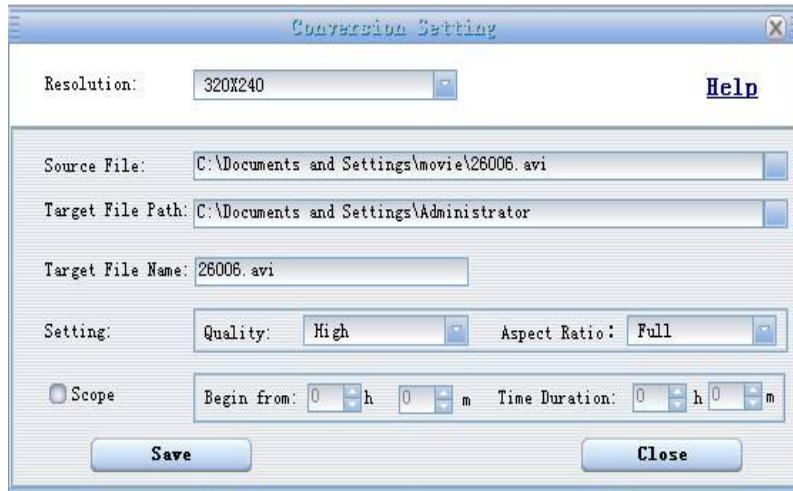 Conversion Setting
Resolution: 320X240 Help
Source File: C:\Documents and Settings\movie\26006.avi
Target File Path: C:\Documents and Settings\Administrator
Target File Name: 26006.avi
Setting: Quality: High Aspect Ratio: Full
Scope Begin from: 0 h 0 m Time Duration: 0 h 0 m
Save Close